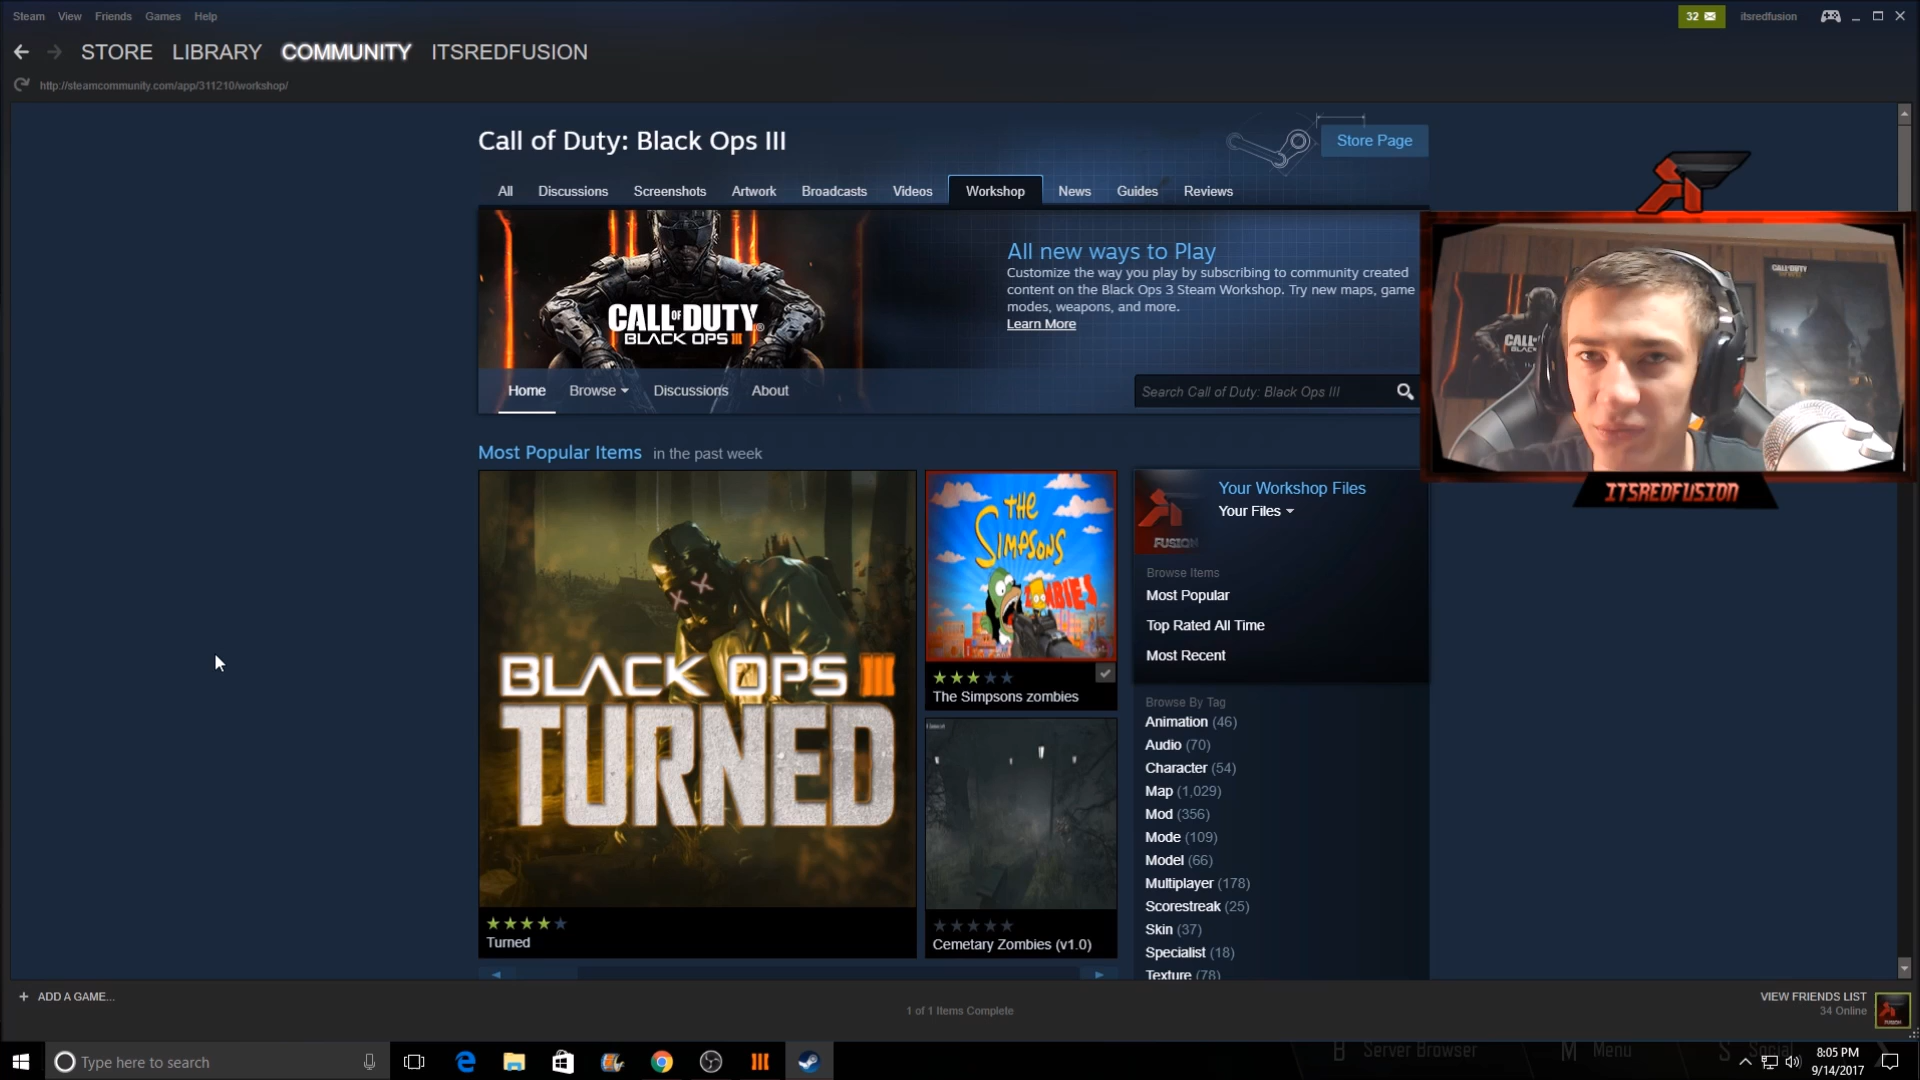 Steam View Friends Games Help
32
itsredfusion
STORE LIBRARY COMMUNITY ITSREDFUSION
http://steamcommunity.com/app/311210/workshop/
Call of Duty: Black Ops III
Store Page
All Discussions Screenshots Artwork Broadcasts Videos Workshop News Guides Reviews
CALL OF DUTY
BLACK OPS III
All new ways to Play
Customize the way you play by subscribing to community created
content on the Black Ops 3 Steam Workshop. Try new maps, game
modes, weapons, and more.
Learn More
Home Browse Discussions About
Search Call of Duty: Black Ops III
CALL OF DUTY
ITSREDFUSION
Most Popular Items in the past week
BLACK OPS III
TURNED
Turned
THE
SIMPSONS
ZOMBIES
The Simpsons zombies
Cemetary Zombies (v1.0)
FUSION
Your Workshop Files
Your Files
Browse Items
Most Popular
Top Rated All Time
Most Recent
Browse By Tag
Animation (46)
Audio (70)
Character (54)
Map (1,029)
Mod (356)
Mode (109)
Model (66)
Multiplayer (178)
Scorestreak (25)
Skin (37)
Specialist (18)
Texture (78)
+ ADD A GAME...
1 of 1 Items Complete
VIEW FRIENDS LIST
34 Online
FUSION
Type here to search
B Server Browser M Menu S Social
8:05 PM
9/14/2017